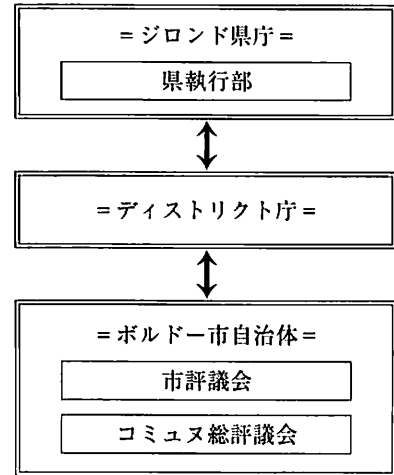 =ジロンド県庁=
県執行部
=ディストリクト庁=
=ボルドー市自治体=
市評議会
コミュヌ総評議会